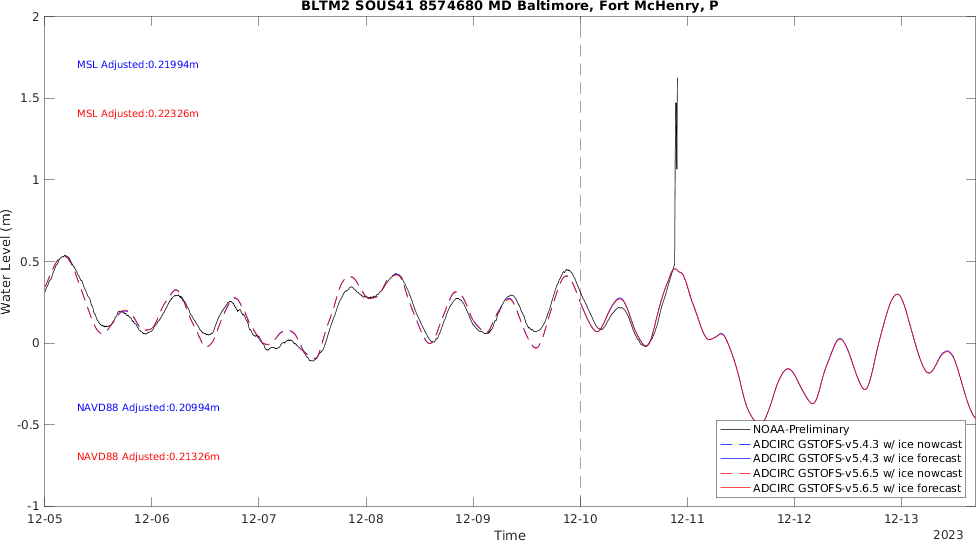 BLTM2 SOUS41 8574680 MD Baltimore, Fort McHenry, P
2
1.5
1
0.5
0
-0.5
-1
Water Level (m)
MSL Adjusted:0.21994m
MSL Adjusted:0.22326m
NAVD88 Adjusted:0.20994m
NAVD88 Adjusted:0.21326m
NOAA-Preliminary
ADCIRC GSTOFS-v5.4.3 w/ ice nowcast
ADCIRC GSTOFS-v5.4.3 w/ ice forecast
ADCIRC GSTOFS-v5.6.5 w/ ice nowcast
ADCIRC GSTOFS-v5.6.5 w/ ice forecast
12-05 12-06 12-07 12-08 12-09 12-10 12-11 12-12 12-13
Time
2023